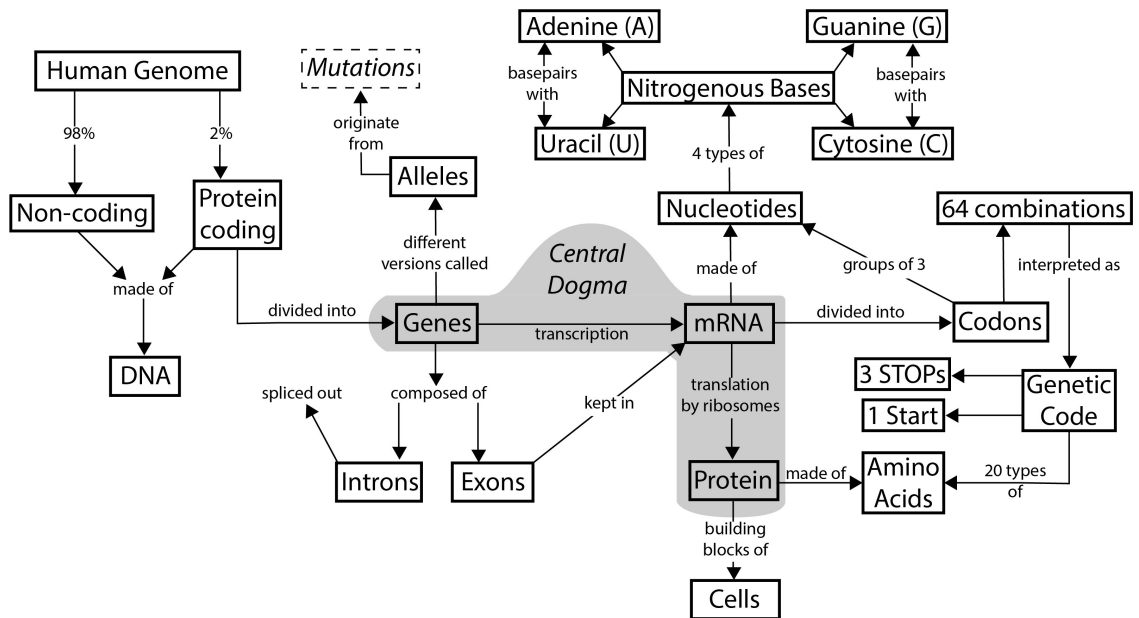 Human Genome
98%
2%
Non-coding
Protein
coding
made of
DNA
divided into
Mutations
originate
from
Alleles
different
versions called
Genes
composed of
spliced out
Introns
Exons
kept in
Central
Dogma
transcription
mRNA
translation
by ribosomes
Protein
building
blocks of
Cells
made of
Nucleotides
4 types of
Nitrogenous Bases
Adenine (A)
basepairs
with
Uracil (U)
Guanine (G)
basepairs
with
Cytosine (C)
divided into
Codons
groups of 3
64 combinations
interpreted as
Genetic
Code
3 STOPs
1 Start
20 types
of
Amino
Acids
made of